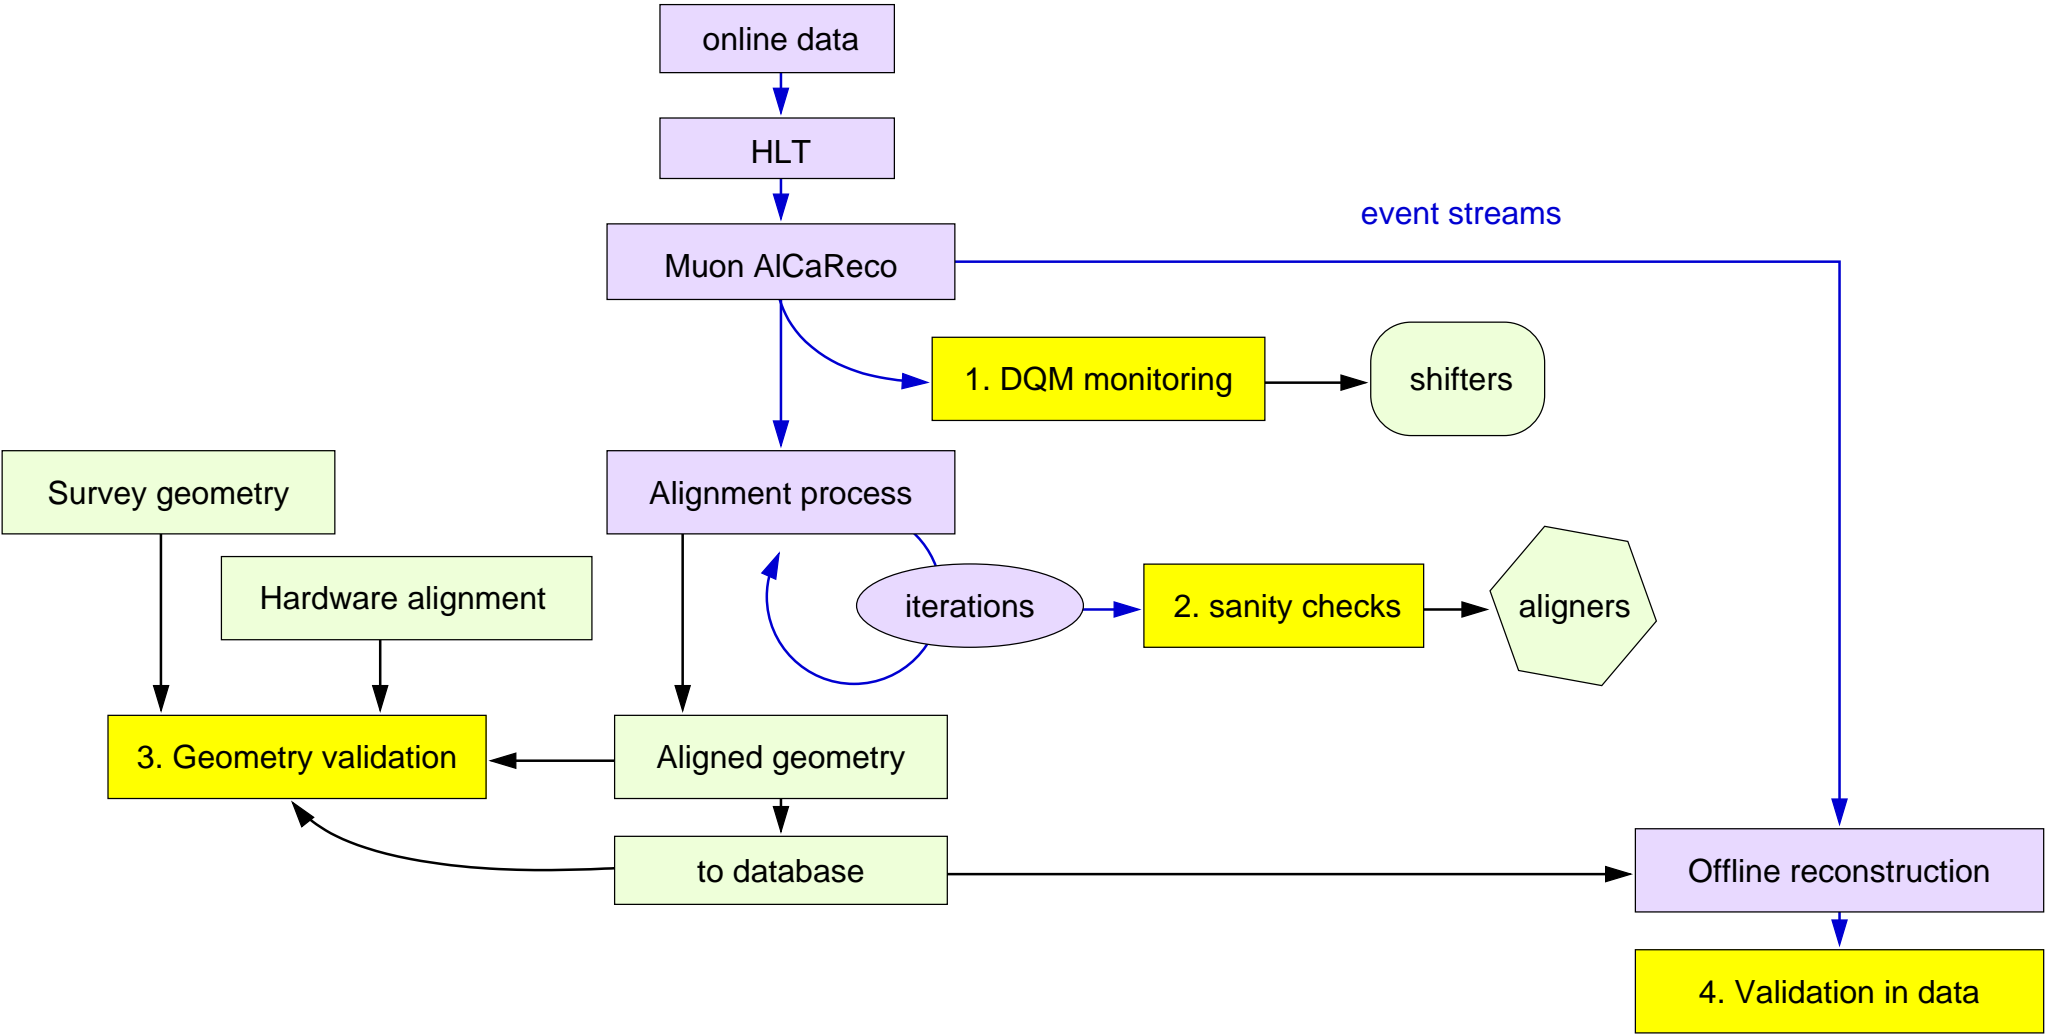 online data
HLT
event streams
Muon AlCaReco
1. DQM monitoring
shifters
Survey geometry
Alignment process
Hardware alignment
iterations
2. sanity checks
aligners
3. Geometry validation
Aligned geometry
to database
Offline reconstruction
4. Validation in data